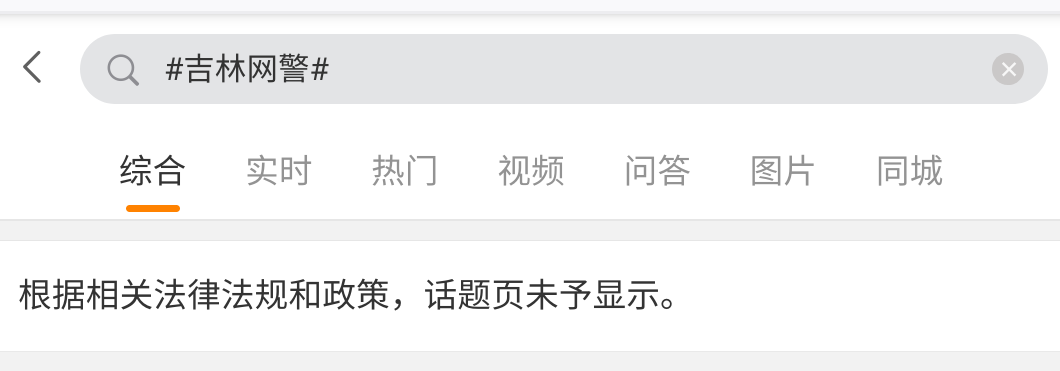 #吉林网警#
综合 实时 热门 视频 问答 图片 同城
根据相关法律法规和政策，话题页未予显示。